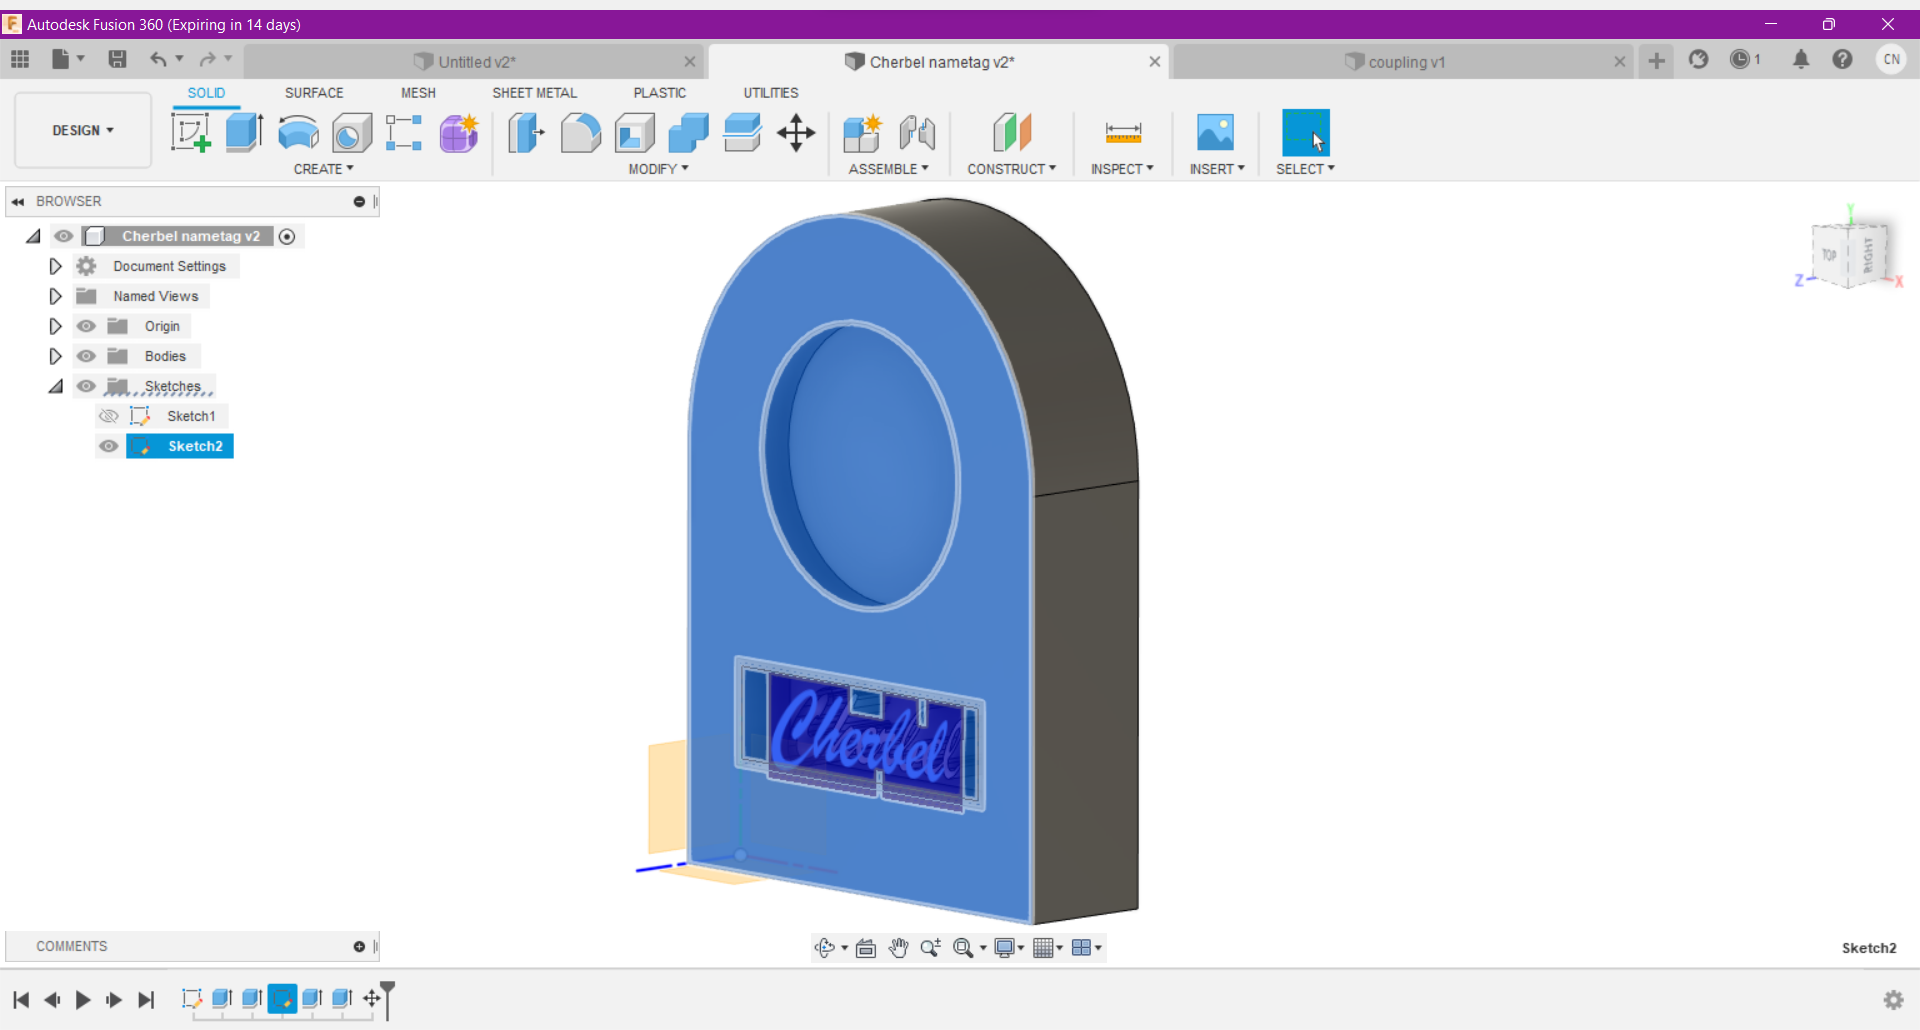 Autodesk Fusion 360 (Expiring in 14 days)
Untitled v2*
Cherbel nametag v2*
coupling v1
1
CN
SOLID
SURFACE
MESH
SHEET METAL
PLASTIC
UTILITIES
DESIGN
CREATE
MODIFY
ASSEMBLE
CONSTRUCT
INSPECT
INSERT
SELECT
BROWSER
Cherbel nametag v2
Document Settings
Named Views
Origin
Bodies
Sketches
Sketch1
Sketch2
Y
TOP
RIGHT
Z
X
Cherbell
COMMENTS
Sketch2